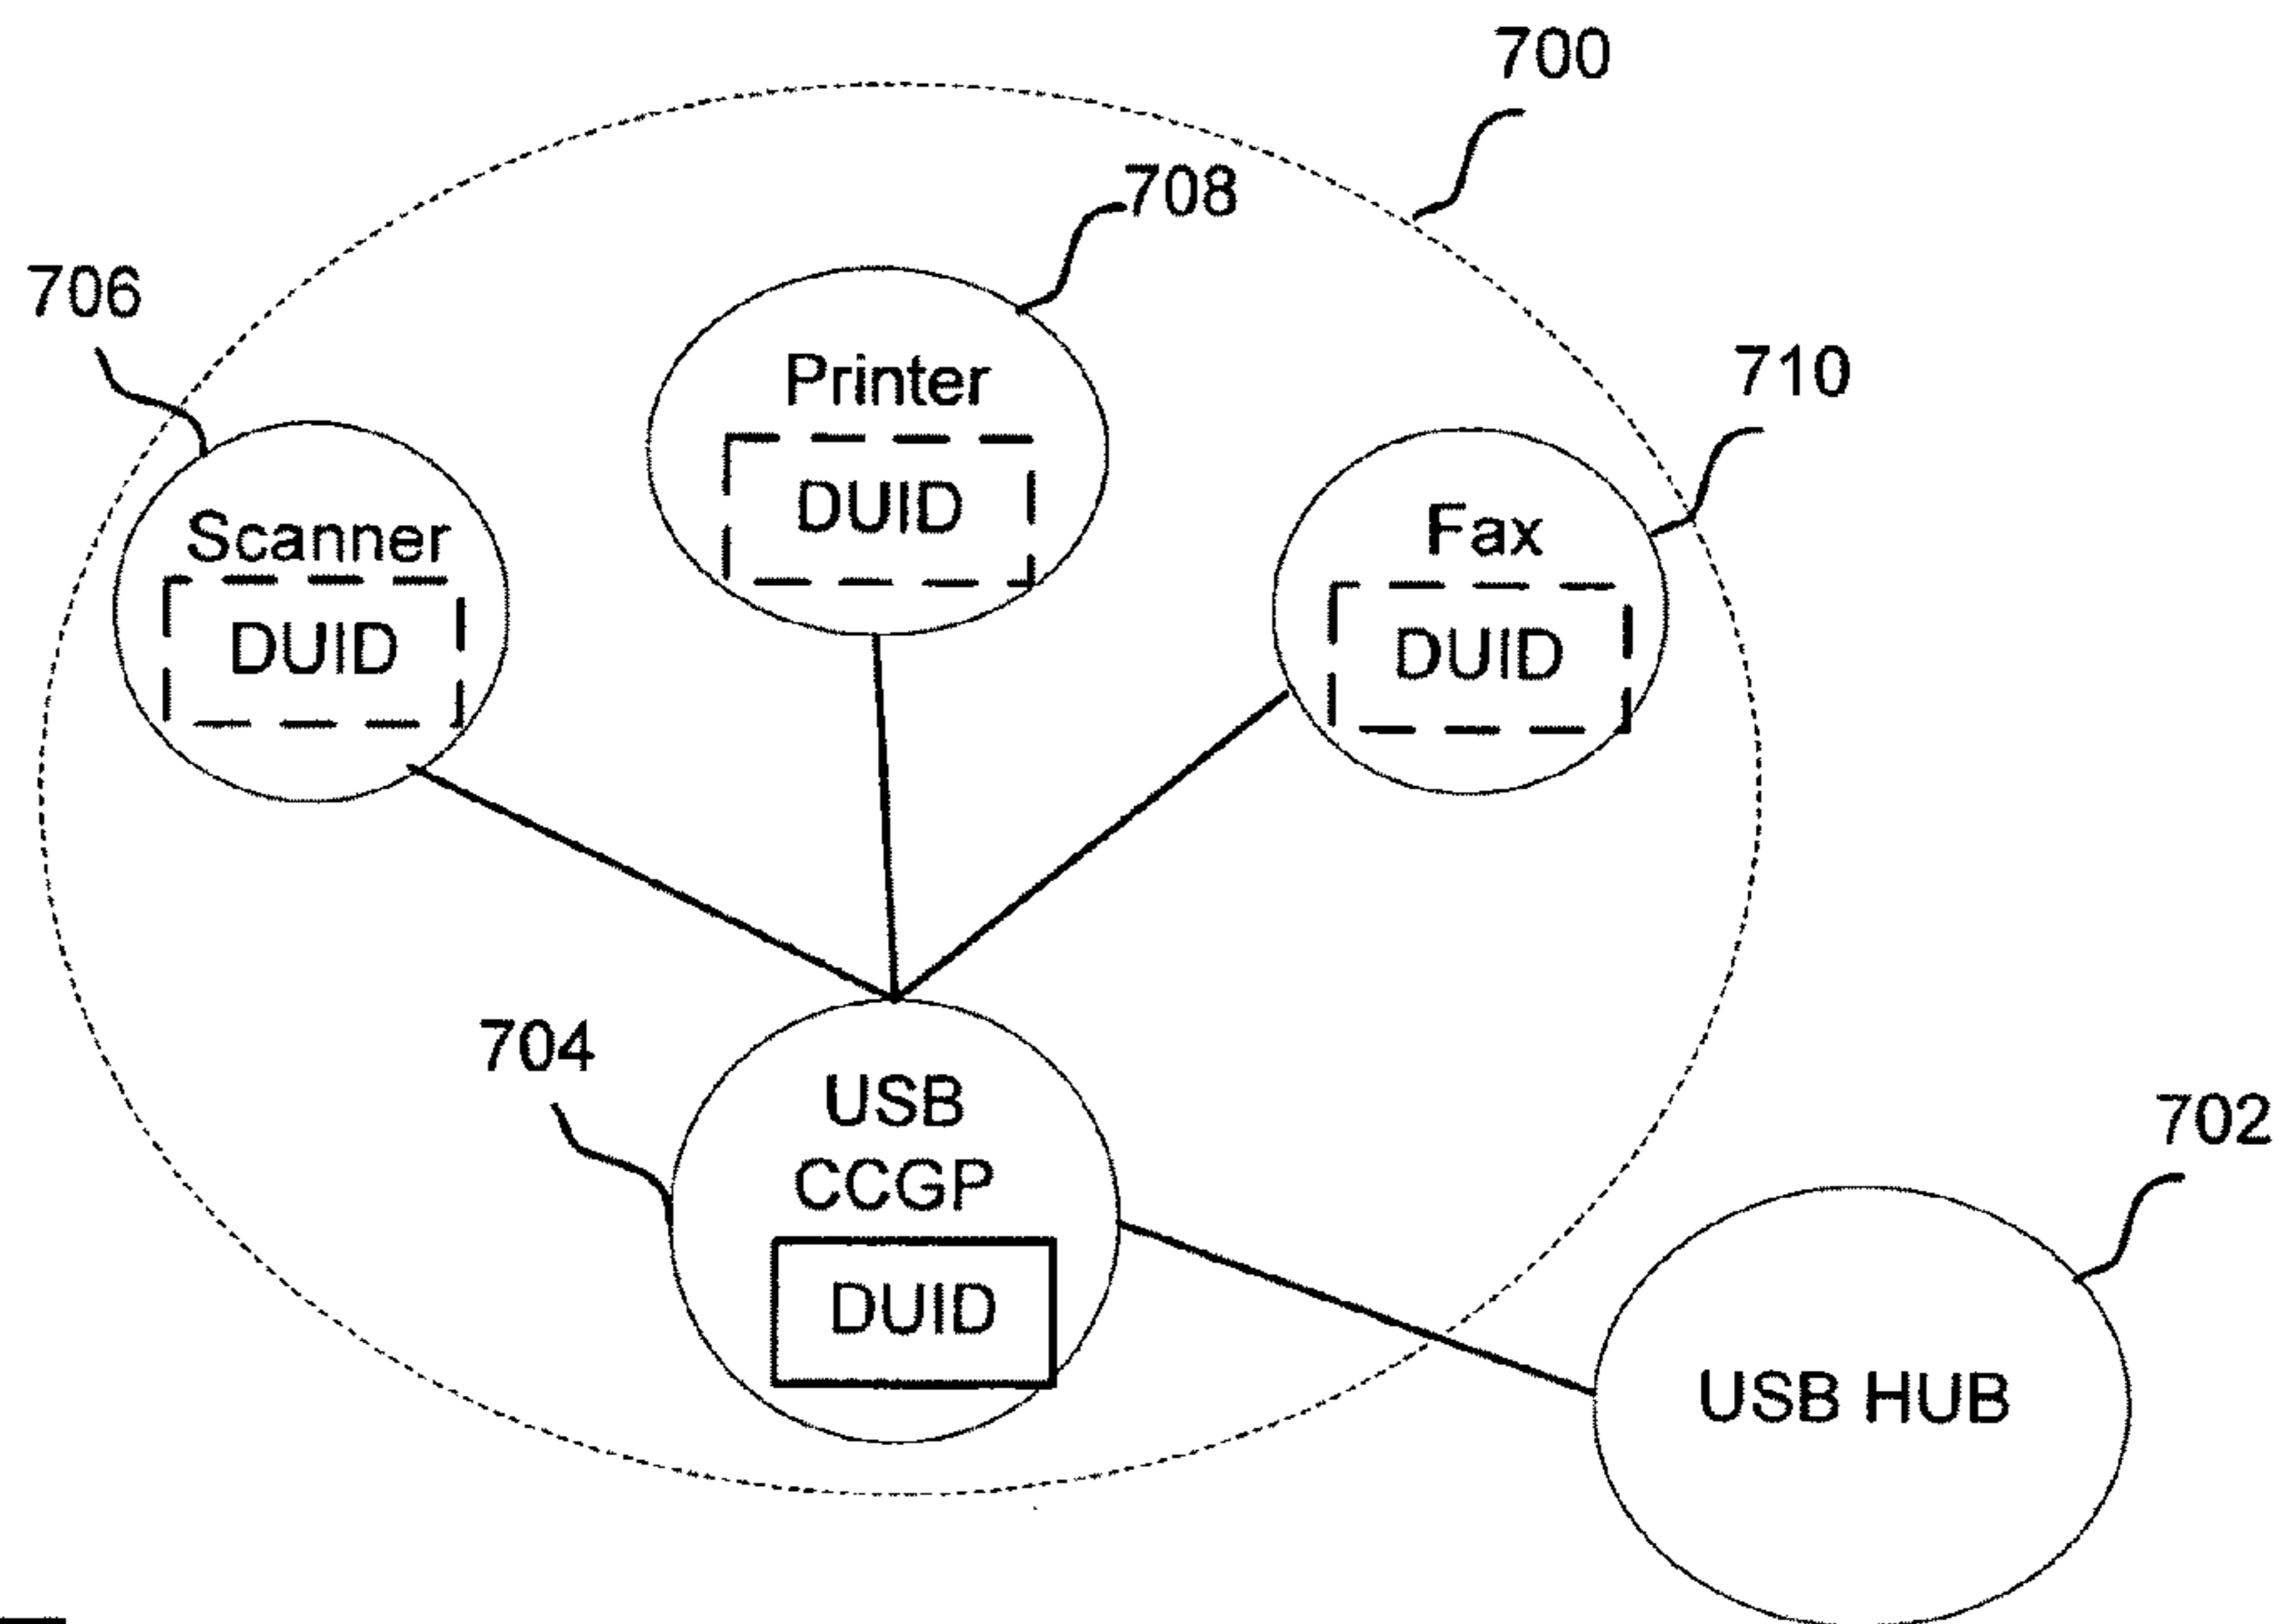 700
708
706
Printer
710
DUID
Scanner
Fax
DUID
DUID
704
USB
CCGP
702
DUID
USB HUB